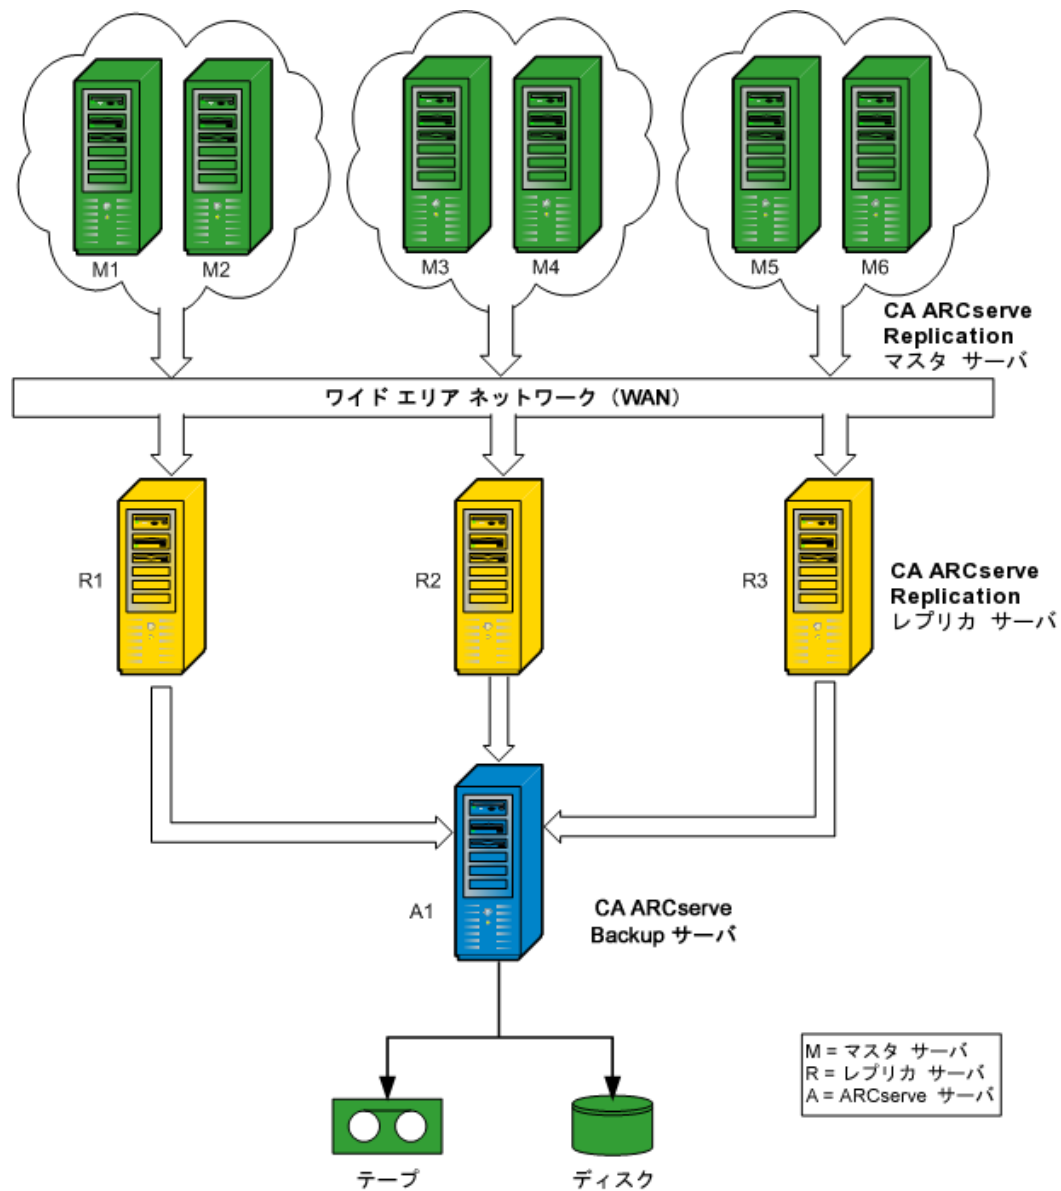 M1
M2
M3
M4
M5
M6
CA ARCserve
Replication
マスタ サーバ
ワイド エリア ネットワーク（WAN）
R1
R2
R3
CA ARCserve
Replication
レプリカ サーバ
A1
CA ARCserve
Backup サーバ
M = マスタ サーバ
R = レプリカ サーバ
A = ARCserve サーバ
テープ
ディスク